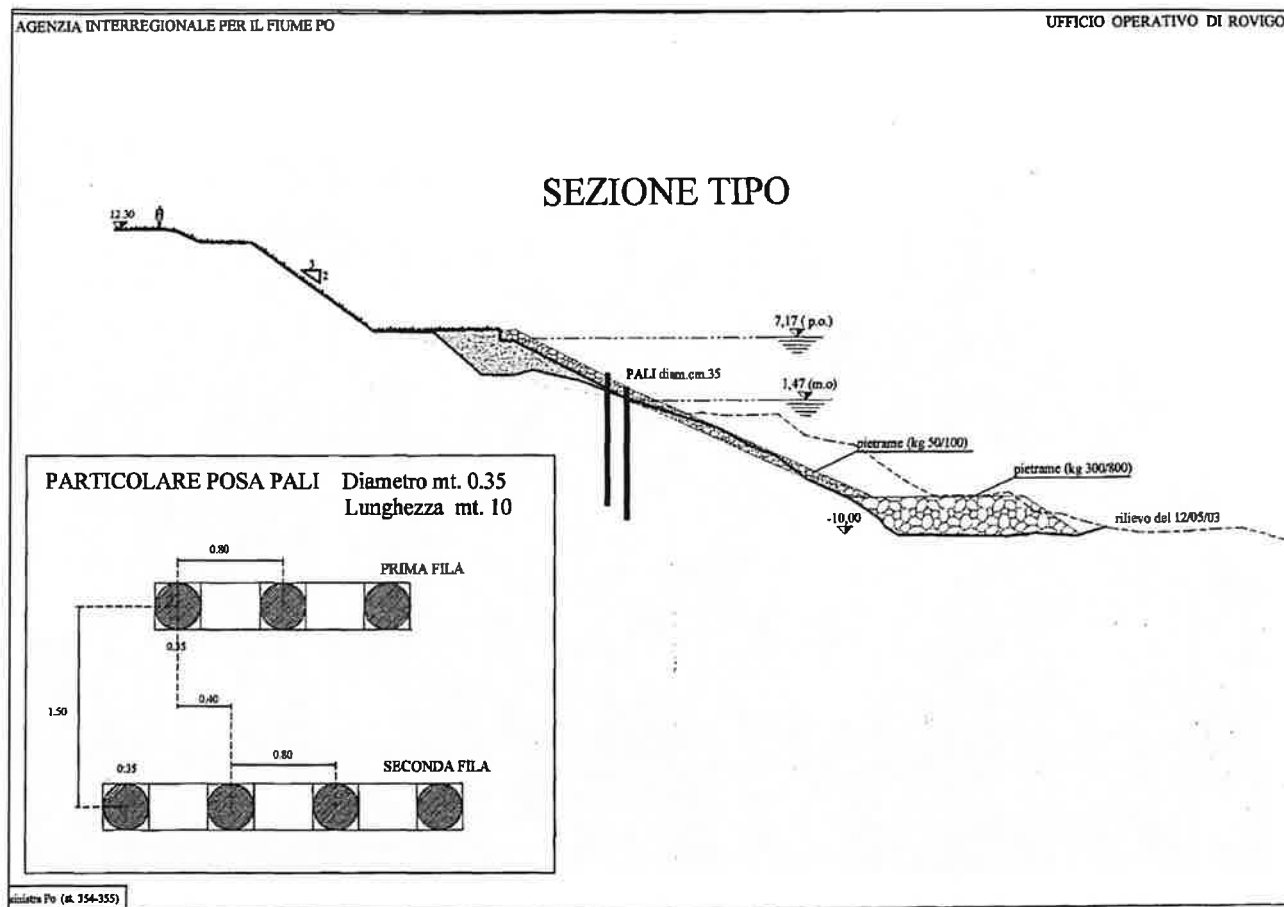 AGENZIA INTERREGIONALE PER IL FIUME PO
UFFICIO OPERATIVO DI ROVIGO
SEZIONE TIPO
12.30
3
2
7,17 ( p.o.)
PALI diam.cm.35
1,47 (m.o)
pietrame (kg 50/100)
pietrame (kg 300/800)
-10,00
rilievo del 12/05/03
PARTICOLARE POSA PALI Diametro mt. 0.35
Lunghezza mt. 10
0.80
PRIMA FILA
0.35
0.40
1.50
0.80
0.35
SECONDA FILA
sinistra Po (st. 354-355)